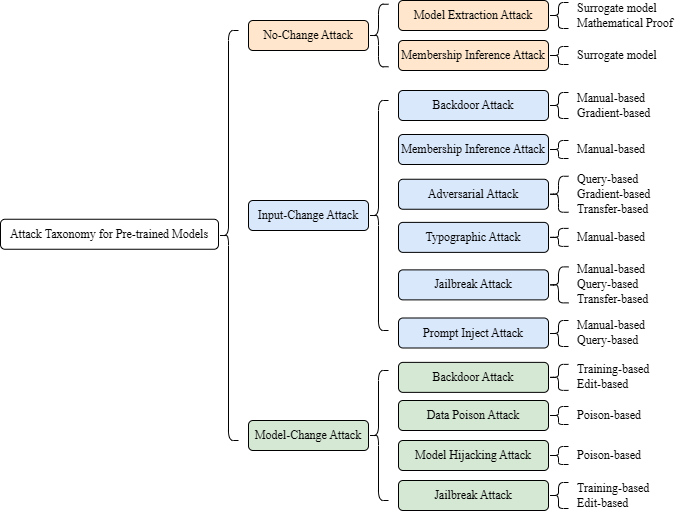 Attack Taxonomy for Pre-trained Models
No-Change Attack
Model Extraction Attack
Surrogate model
Mathematical Proof
Membership Inference Attack
Surrogate model
Input-Change Attack
Backdoor Attack
Manual-based
Gradient-based
Membership Inference Attack
Manual-based
Adversarial Attack
Query-based
Gradient-based
Transfer-based
Typographic Attack
Manual-based
Jailbreak Attack
Manual-based
Query-based
Transfer-based
Prompt Inject Attack
Manual-based
Query-based
Model-Change Attack
Backdoor Attack
Training-based
Edit-based
Data Poison Attack
Poison-based
Model Hijacking Attack
Poison-based
Jailbreak Attack
Training-based
Edit-based